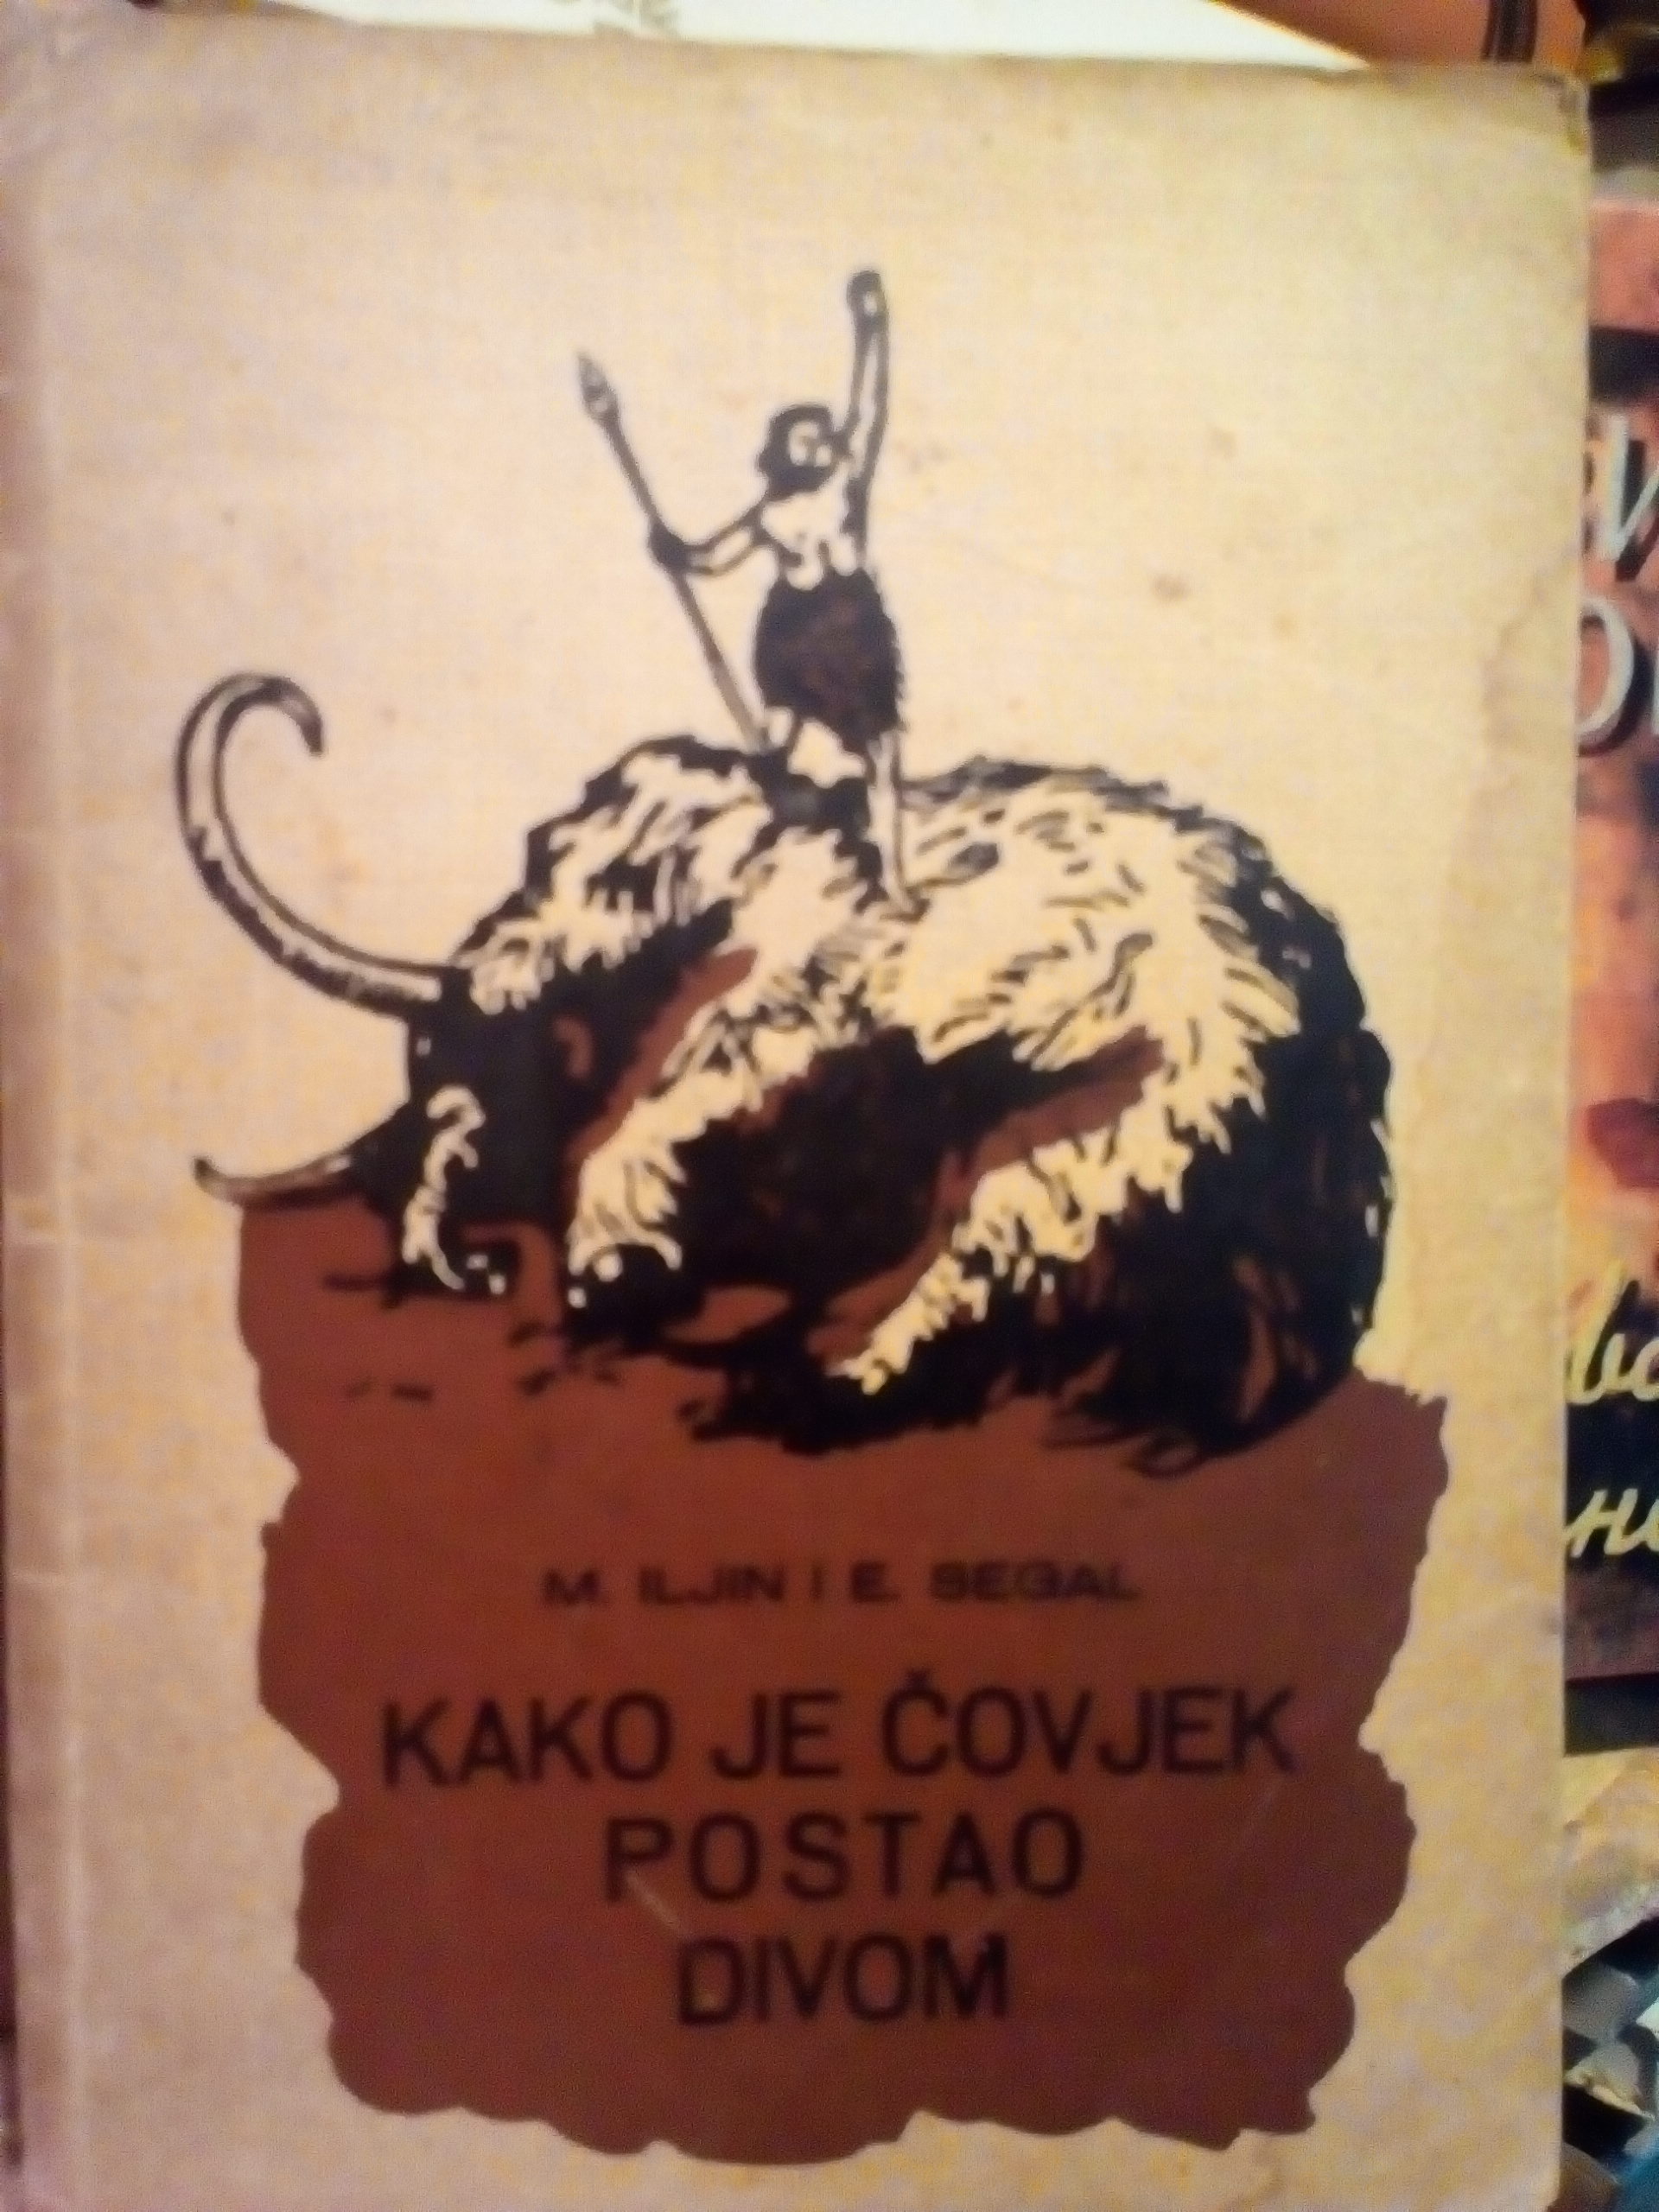 M. ILJIN I E. SEGAL
KAKO JE ČOVJEK
POSTAO
DIVOM